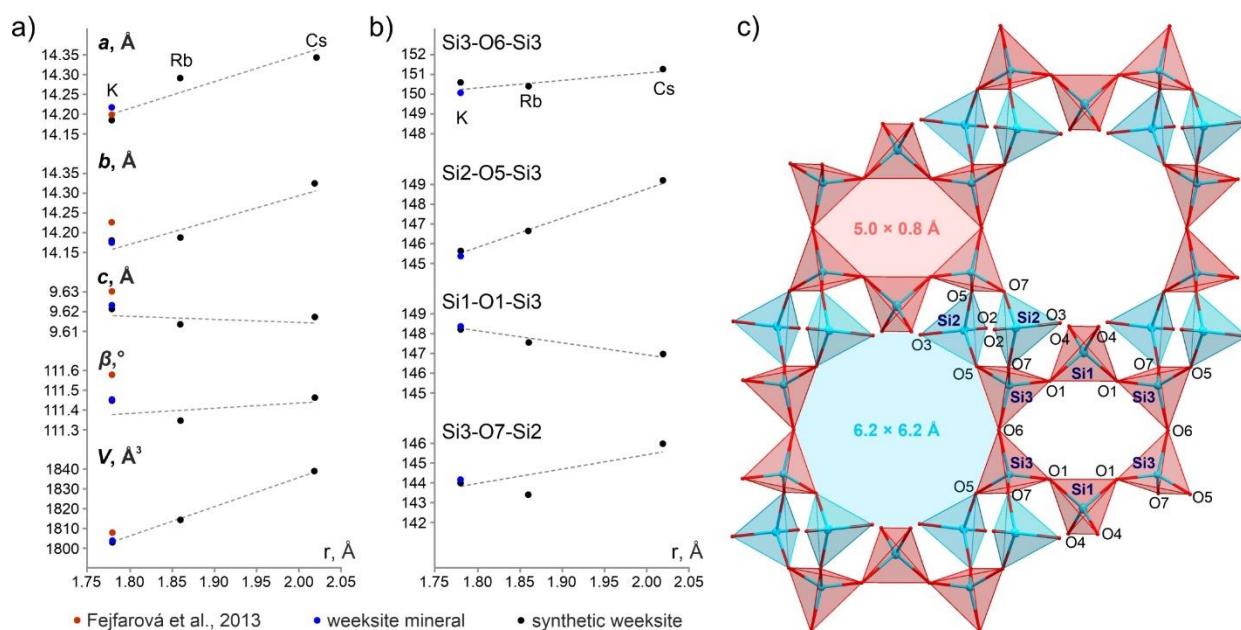 a)
a, Å
14.35
14.30
14.25
14.20
14.15
K
Rb
Cs
b, Å
14.35
14.30
14.25
14.20
14.15
c, Å
9.63
9.62
9.61
β,°
111.6
111.5
111.4
111.3
V, Å³
1840
1830
1820
1810
1800
r, Å
1.75 1.80 1.85 1.90 1.95 2.00 2.05
b)
Si3-O6-Si3
152
151
150
149
148
K
Rb
Cs
Si2-O5-Si3
149
148
147
146
145
Si1-O1-Si3
149
148
147
146
145
Si3-O7-Si2
146
145
144
143
142
r, Å
1.75 1.80 1.85 1.90 1.95 2.00 2.05
c)
5.0 × 0.8 Å
O5 O7
Si2 O2 Si2 O3
O3 O2 O4 O4
O5 O7 Si1 O7 O5
Si3 O1 O1 Si3
6.2 × 6.2 Å
O6 O6
Si3 O1 O1 Si3
O5 O7 Si1 O7 O5
O4 O4
Fejfarová et al., 2013
weeksite mineral
synthetic weeksite